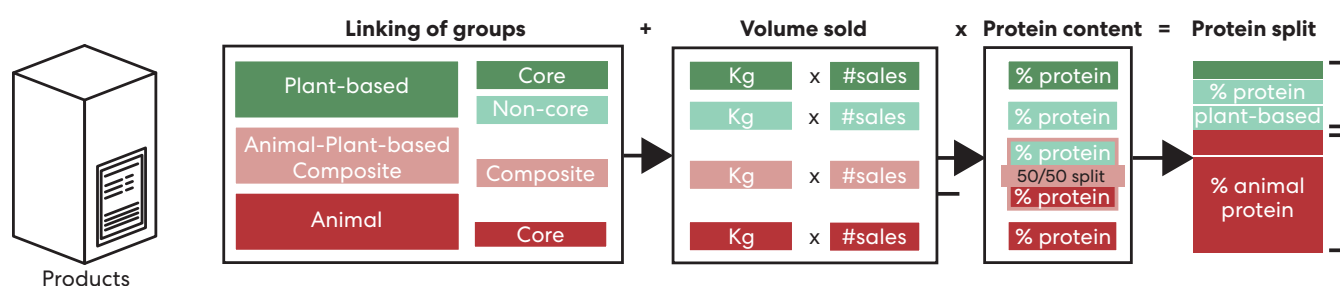 Linking of groups + Volume sold x Protein content = Protein split
Plant-based Core Kg x #sales % protein
Non-core Kg x #sales % protein % protein
plant-based
Animal-Plant-based
Composite Composite Kg x #sales % protein
50/50 split
% protein
Animal Core Kg x #sales % protein
% animal
protein
Products